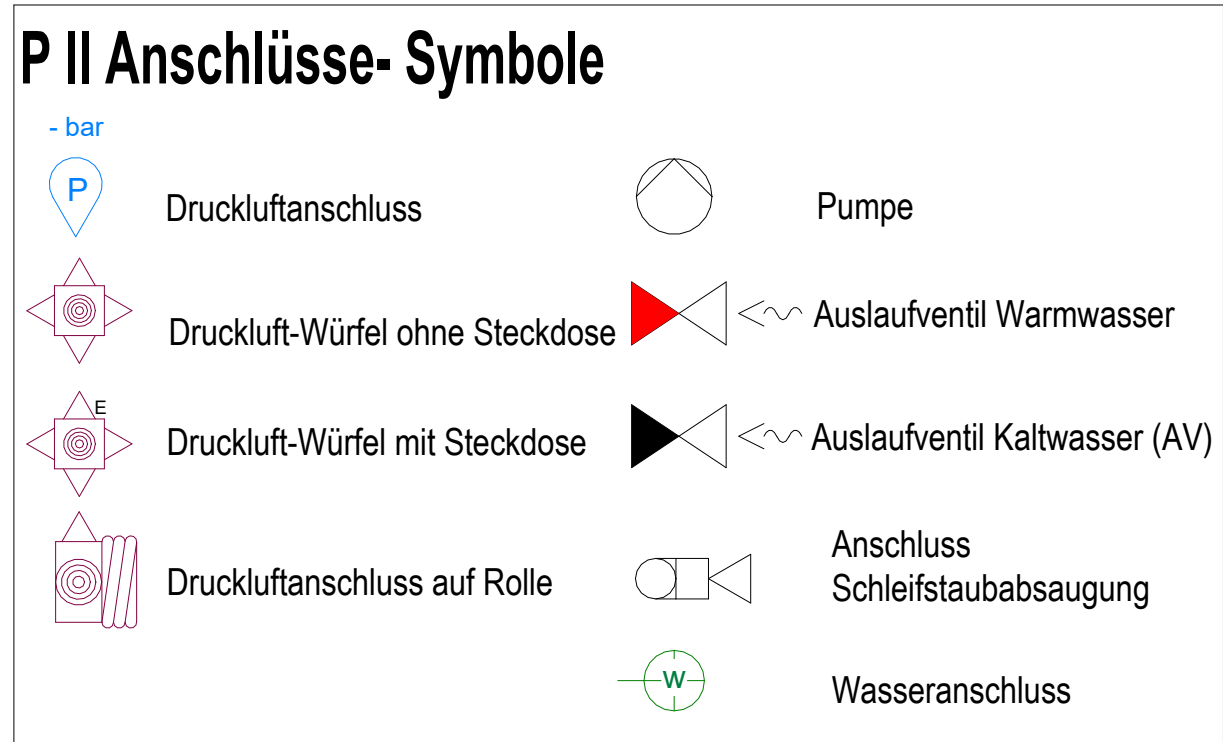 P II Anschlüsse- Symbole
- bar
P
Druckluftanschluss
Druckluft-Würfel ohne Steckdose
E
Druckluft-Würfel mit Steckdose
Druckluftanschluss auf Rolle
Pumpe
Auslaufventil Warmwasser
Auslaufventil Kaltwasser (AV)
Anschluss
Schleifstaubabsaugung
W
Wasseranschluss